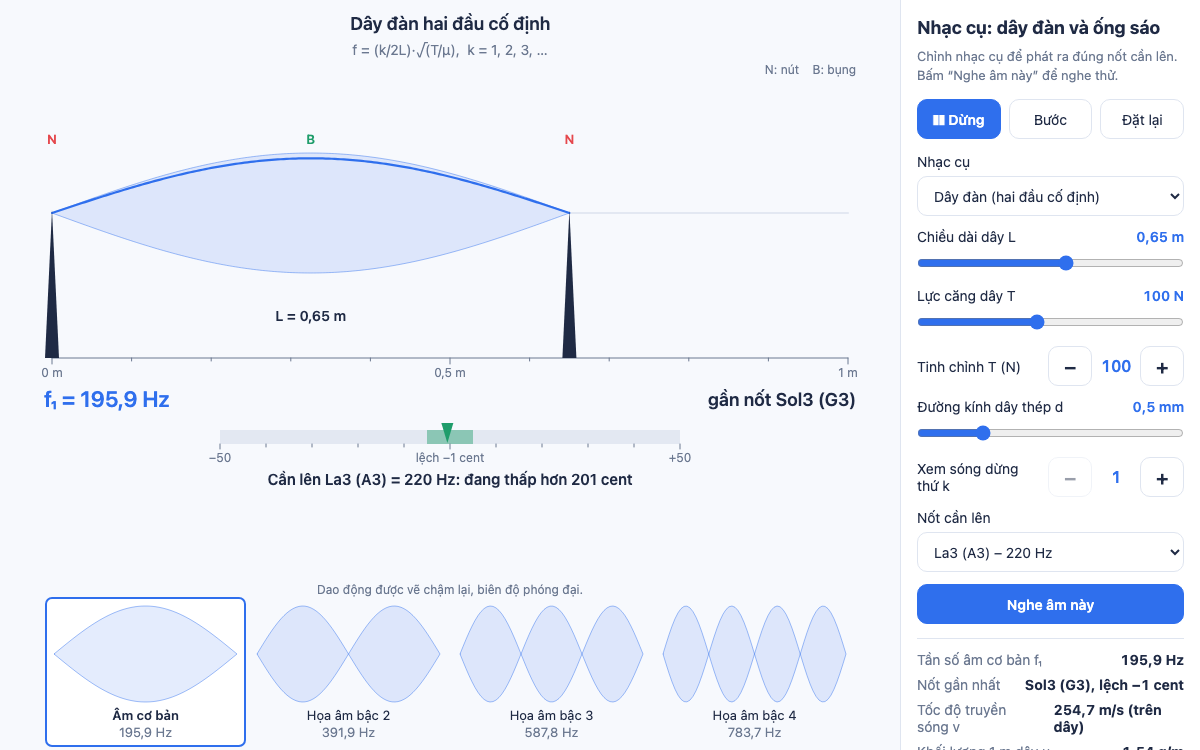 Dây đàn hai đầu cố định
f = (k/2L)·√(T/μ), k = 1, 2, 3, ...
N: nút B: bụng
N B N
L = 0,65 m
0 m 0,5 m 1 m
f₁ = 195,9 Hz gần nốt Sol3 (G3)
−50 lệch −1 cent +50
Cần lên La3 (A3) = 220 Hz: đang thấp hơn 201 cent
Dao động được vẽ chậm lại, biên độ phóng đại.
Âm cơ bản Họa âm bậc 2 Họa âm bậc 3 Họa âm bậc 4
195,9 Hz 391,9 Hz 587,8 Hz 783,7 Hz
Nhạc cụ: dây đàn và ống sáo
Chỉnh nhạc cụ để phát ra đúng nốt cần lên.
Bấm “Nghe âm này” để nghe thử.
Dừng Bước Đặt lại
Nhạc cụ
Dây đàn (hai đầu cố định)
Chiều dài dây L 0,65 m
Lực căng dây T 100 N
Tinh chỉnh T (N) − 100 +
Đường kính dây thép d 0,5 mm
Xem sóng dừng
thứ k − 1 +
Nốt cần lên
La3 (A3) – 220 Hz
Nghe âm này
Tần số âm cơ bản f₁ 195,9 Hz
Nốt gần nhất Sol3 (G3), lệch −1 cent
Tốc độ truyền 254,7 m/s (trên
sóng v dây)